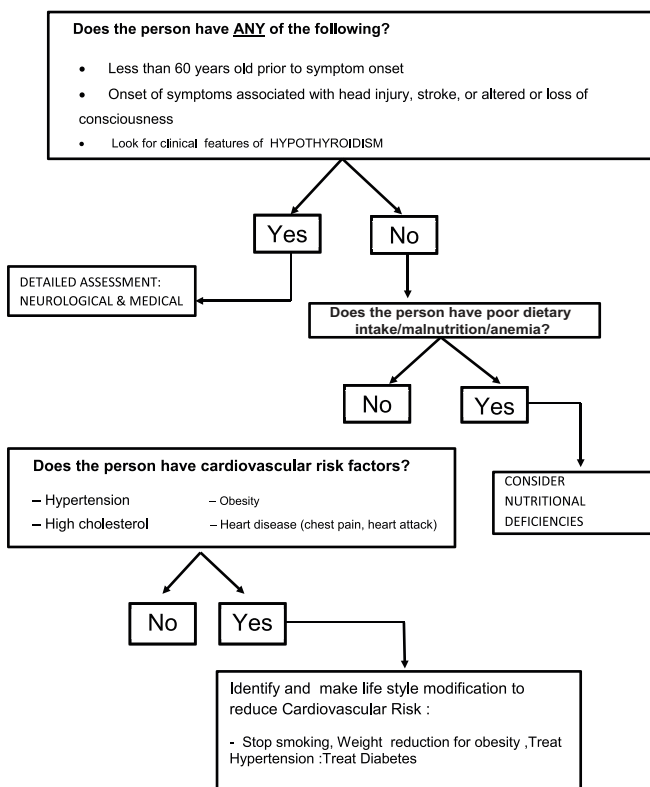 Does the person have ANY of the following?
• Less than 60 years old prior to symptom onset
• Onset of symptoms associated with head injury, stroke, or altered or loss of
consciousness
• Look for clinical features of HYPOTHYROIDISM
Yes
No
DETAILED ASSESSMENT:
NEUROLOGICAL & MEDICAL
Does the person have poor dietary
intake/malnutrition/anemia?
No
Yes
CONSIDER
NUTRITIONAL
DEFICIENCIES
Does the person have cardiovascular risk factors?
– Hypertension – Obesity
– High cholesterol – Heart disease (chest pain, heart attack)
No
Yes
Identify and make life style modification to
reduce Cardiovascular Risk :
- Stop smoking, Weight reduction for obesity ,Treat
Hypertension :Treat Diabetes